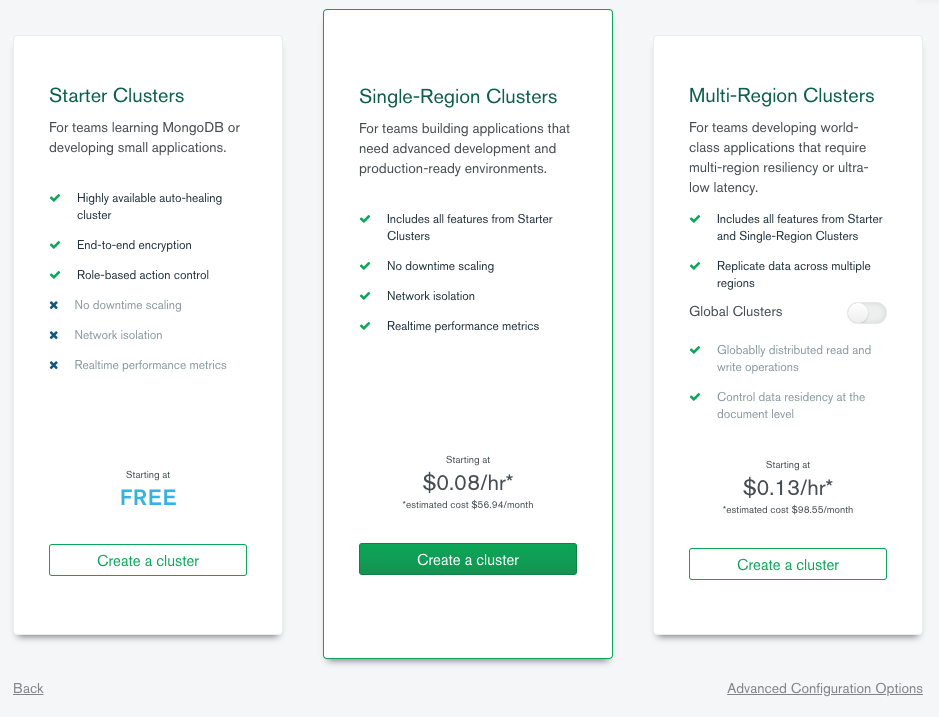 Starter Clusters
For teams learning MongoDB or
developing small applications.
Highly available auto-healing
cluster
End-to-end encryption
Role-based action control
No downtime scaling
Network isolation
Realtime performance metrics
Starting at
FREE
Create a cluster
Single-Region Clusters
For teams building applications that
need advanced development and
production-ready environments.
Includes all features from Starter
Clusters
No downtime scaling
Network isolation
Realtime performance metrics
Starting at
$0.08/hr*
*estimated cost $56.94/month
Create a cluster
Multi-Region Clusters
For teams developing world-
class applications that require
multi-region resiliency or ultra-
low latency.
Includes all features from Starter
and Single-Region Clusters
Replicate data across multiple
regions
Global Clusters
Globablly distributed read and
write operations
Control data residency at the
document level
Starting at
$0.13/hr*
*estimated cost $98.55/month
Create a cluster
Back
Advanced Configuration Options